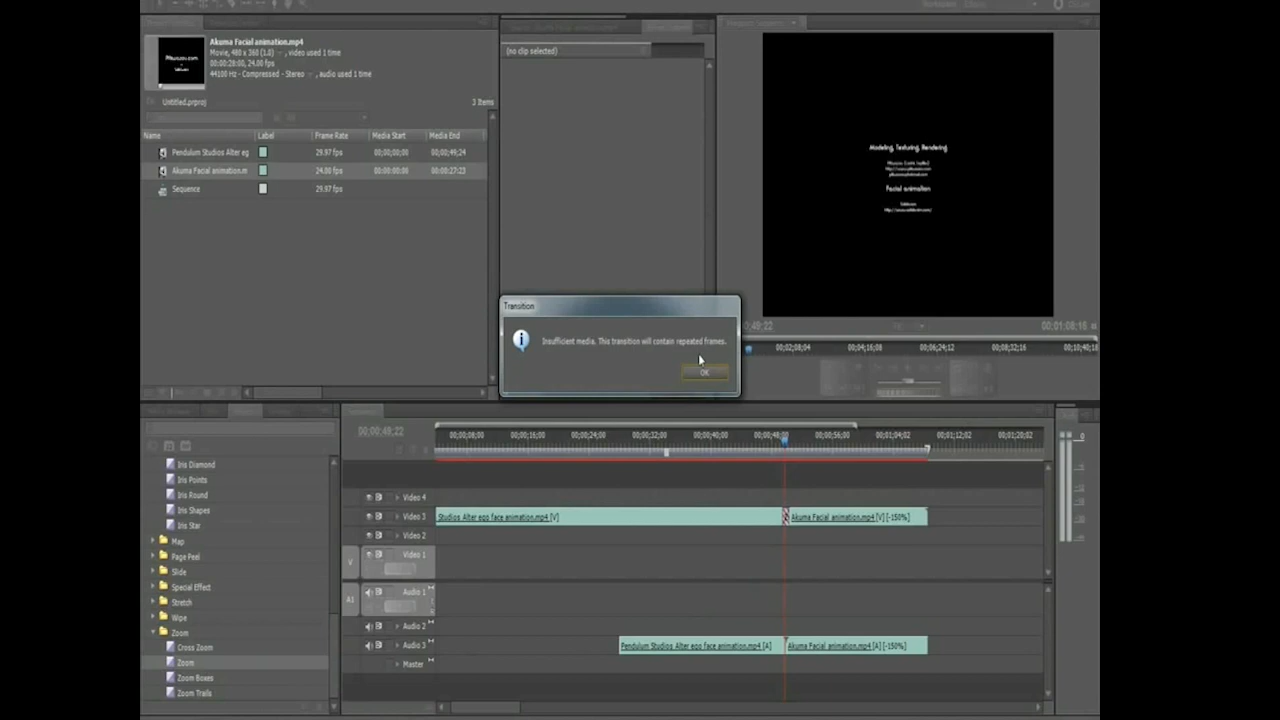 Akuma Facial animation.mp4
Movie, 480 x 360 (1.0) , video used 1 time
00:00:28:00, 24.00 fps
44100 Hz - Compressed - Stereo , audio used 1 time
Untitled.prproj
3 Items
Name Label Frame Rate Media Start Media End
Pendulum Studios Alter eg 29.97 fps 00;00;00;00 00;00;49;24
Akuma Facial animation.m 24.00 fps 00:00:00:00 00:00:27:23
Sequence 29.97 fps
(no clip selected)
Modeling, Texturing, Rendering
Facial animation
49;22
00;01;08;16
00;02;08;04 00;04;16;08 00;06;24;12 00;08;32;16 00;10;40;18
Transition
Insufficient media. This transition will contain repeated frames.
OK
Iris Diamond
Iris Points
Iris Round
Iris Shapes
Iris Star
Map
Page Peel
Slide
Special Effect
Stretch
Wipe
Zoom
Cross Zoom
Zoom
Zoom Boxes
Zoom Trails
00;00;49;22
00;00;08;00 00;00;16;00 00;00;24;00 00;00;32;00 00;00;40;00 00;00;48;00 00;00;56;00 00;01;04;02 00;01;12;02 00;01;20;02
Video 4
Video 3 Studios Alter ego face animation.mp4 [V] Akuma Facial animation.mp4 [V] [-150%]
Video 2
V Video 1
A1 Audio 1
Audio 2
Audio 3 Pendulum Studios Alter ego face animation.mp4 [A] Akuma Facial animation.mp4 [A] [-150%]
Master
0